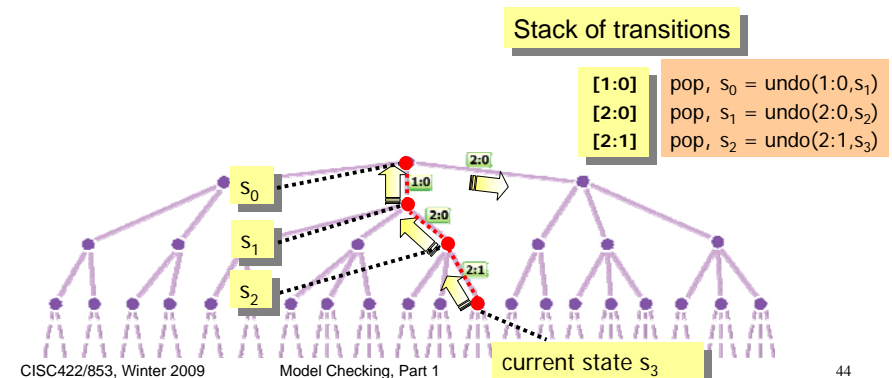 Stack of transitions
[1:0] pop, s₀ = undo(1:0,s₁)
[2:0] pop, s₁ = undo(2:0,s₂)
[2:1] pop, s₂ = undo(2:1,s₃)
2:0
1:0
s₀
2:0
s₁
2:1
s₂
current state s₃
CISC422/853, Winter 2009 Model Checking, Part 1 44